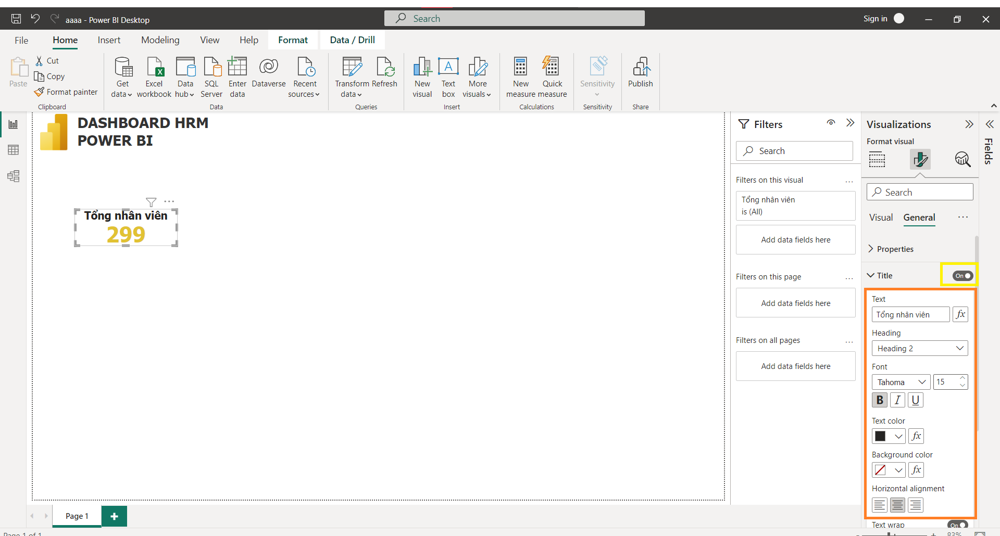 aaaa - Power BI Desktop
Search
Sign in
File Home Insert Modeling View Help Format Data / Drill
Paste
Cut
Copy
Format painter
Clipboard
Get data
Excel workbook
Data hub
SQL Server
Enter data
Dataverse
Recent sources
Data
Transform data
Refresh
Queries
New visual
A
Text box
More visuals
Insert
New measure
Quick measure
Calculations
Sensitivity
Sensitivity
Publish
Share
DASHBOARD HRM
POWER BI
...
Tổng nhân viên
299
Filters
Search
Filters on this visual ...
Tổng nhân viên
is (All)
Add data fields here
Filters on this page ...
Add data fields here
Filters on all pages ...
Add data fields here
Visualizations
Format visual
Search
Visual General ...
Properties
Title On
Text
Tổng nhân viên fx
Heading
Heading 2
Font
Tahoma 15
B I U
Text color
fx
Background color
fx
Horizontal alignment
Text wrap On
Fields
Page 1 +
Page 1 of 1
- + 83%